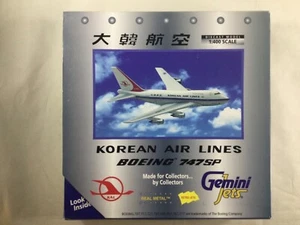 大韓航空
DIECAST MODEL
1:400 SCALE
KOREAN AIR LINES
BOEING 747SP
Made for Collectors...
by Collectors
REAL METAL™
Gemini
Jets
Look
Inside